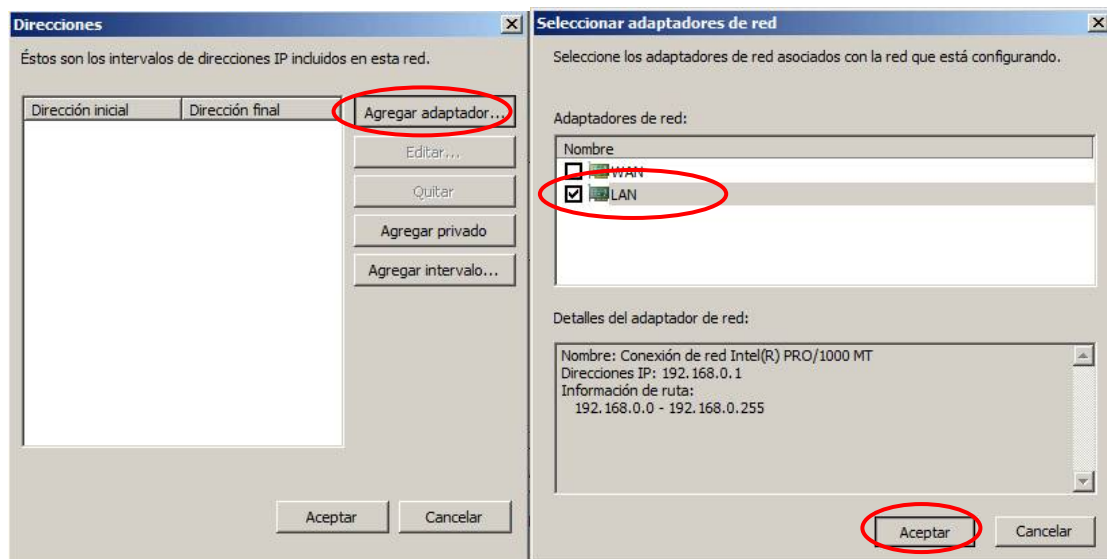 Direcciones
Éstos son los intervalos de direcciones IP incluidos en esta red.
Dirección inicial Dirección final
Agregar adaptador...
Editar...
Quitar
Agregar privado
Agregar intervalo...
Aceptar Cancelar
Seleccionar adaptadores de red
Seleccione los adaptadores de red asociados con la red que está configurando.
Adaptadores de red:
Nombre
WAN
LAN
Detalles del adaptador de red:
Nombre: Conexión de red Intel(R) PRO/1000 MT
Direcciones IP: 192.168.0.1
Información de ruta:
192.168.0.0 - 192.168.0.255
Aceptar Cancelar